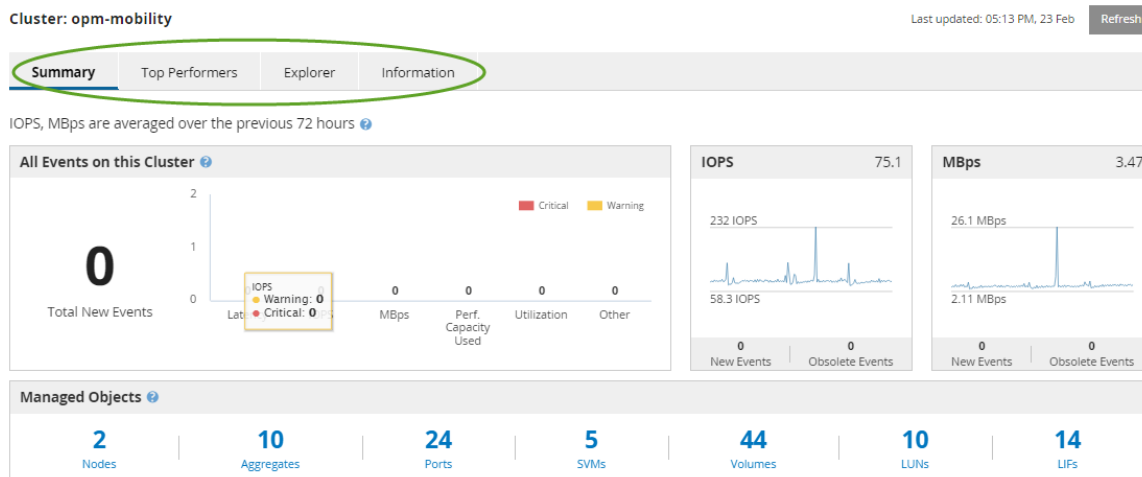 Cluster: opm-mobility
Last updated: 05:13 PM, 23 Feb
Refresh
Summary
Top Performers
Explorer
Information
IOPS, MBps are averaged over the previous 72 hours
All Events on this Cluster
0
Total New Events
2
1
0
Critical
Warning
IOPS
Warning: 0
Critical: 0
0
0
0
0
MBps
Perf.
Capacity
Used
Utilization
Other
IOPS
75.1
232 IOPS
58.3 IOPS
0
New Events
0
Obsolete Events
MBps
3.47
26.1 MBps
2.11 MBps
0
New Events
0
Obsolete Events
Managed Objects
2
Nodes
10
Aggregates
24
Ports
5
SVMs
44
Volumes
10
LUNs
14
LIFs